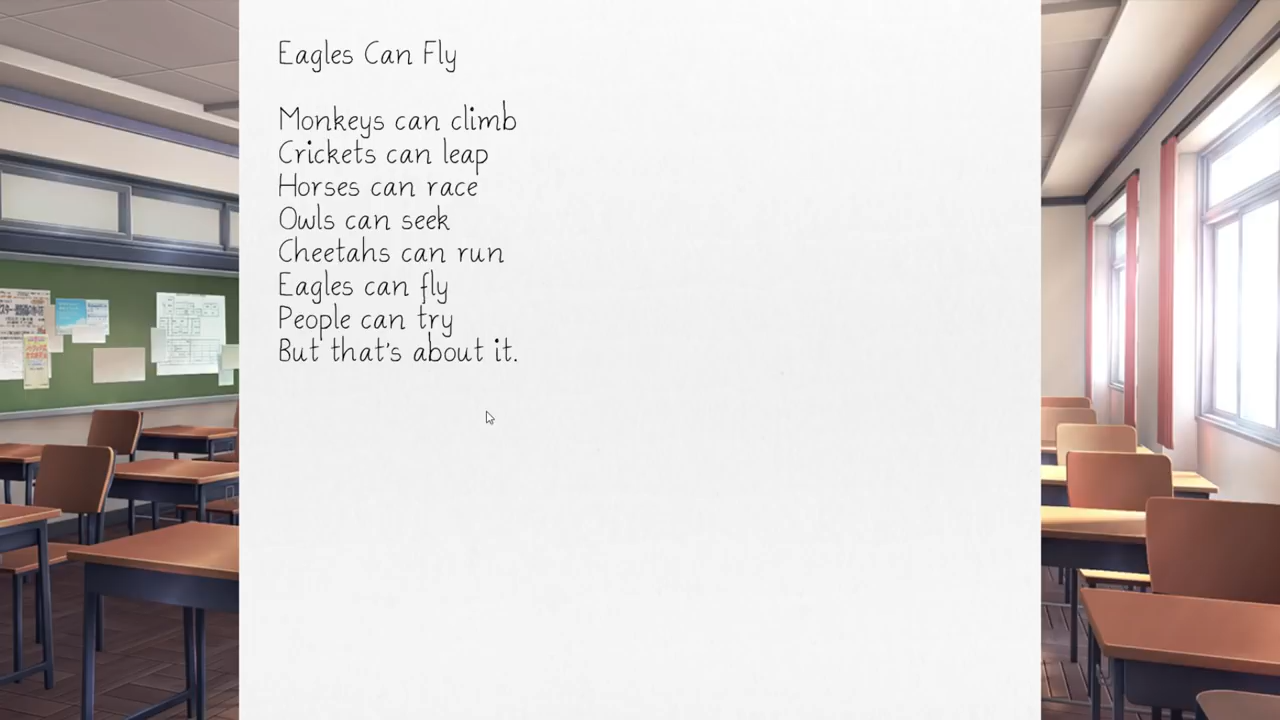 Eagles Can Fly
Monkeys can climb
Crickets can leap
Horses can race
Owls can seek
Cheetahs can run
Eagles can fly
People can try
But that's about it.